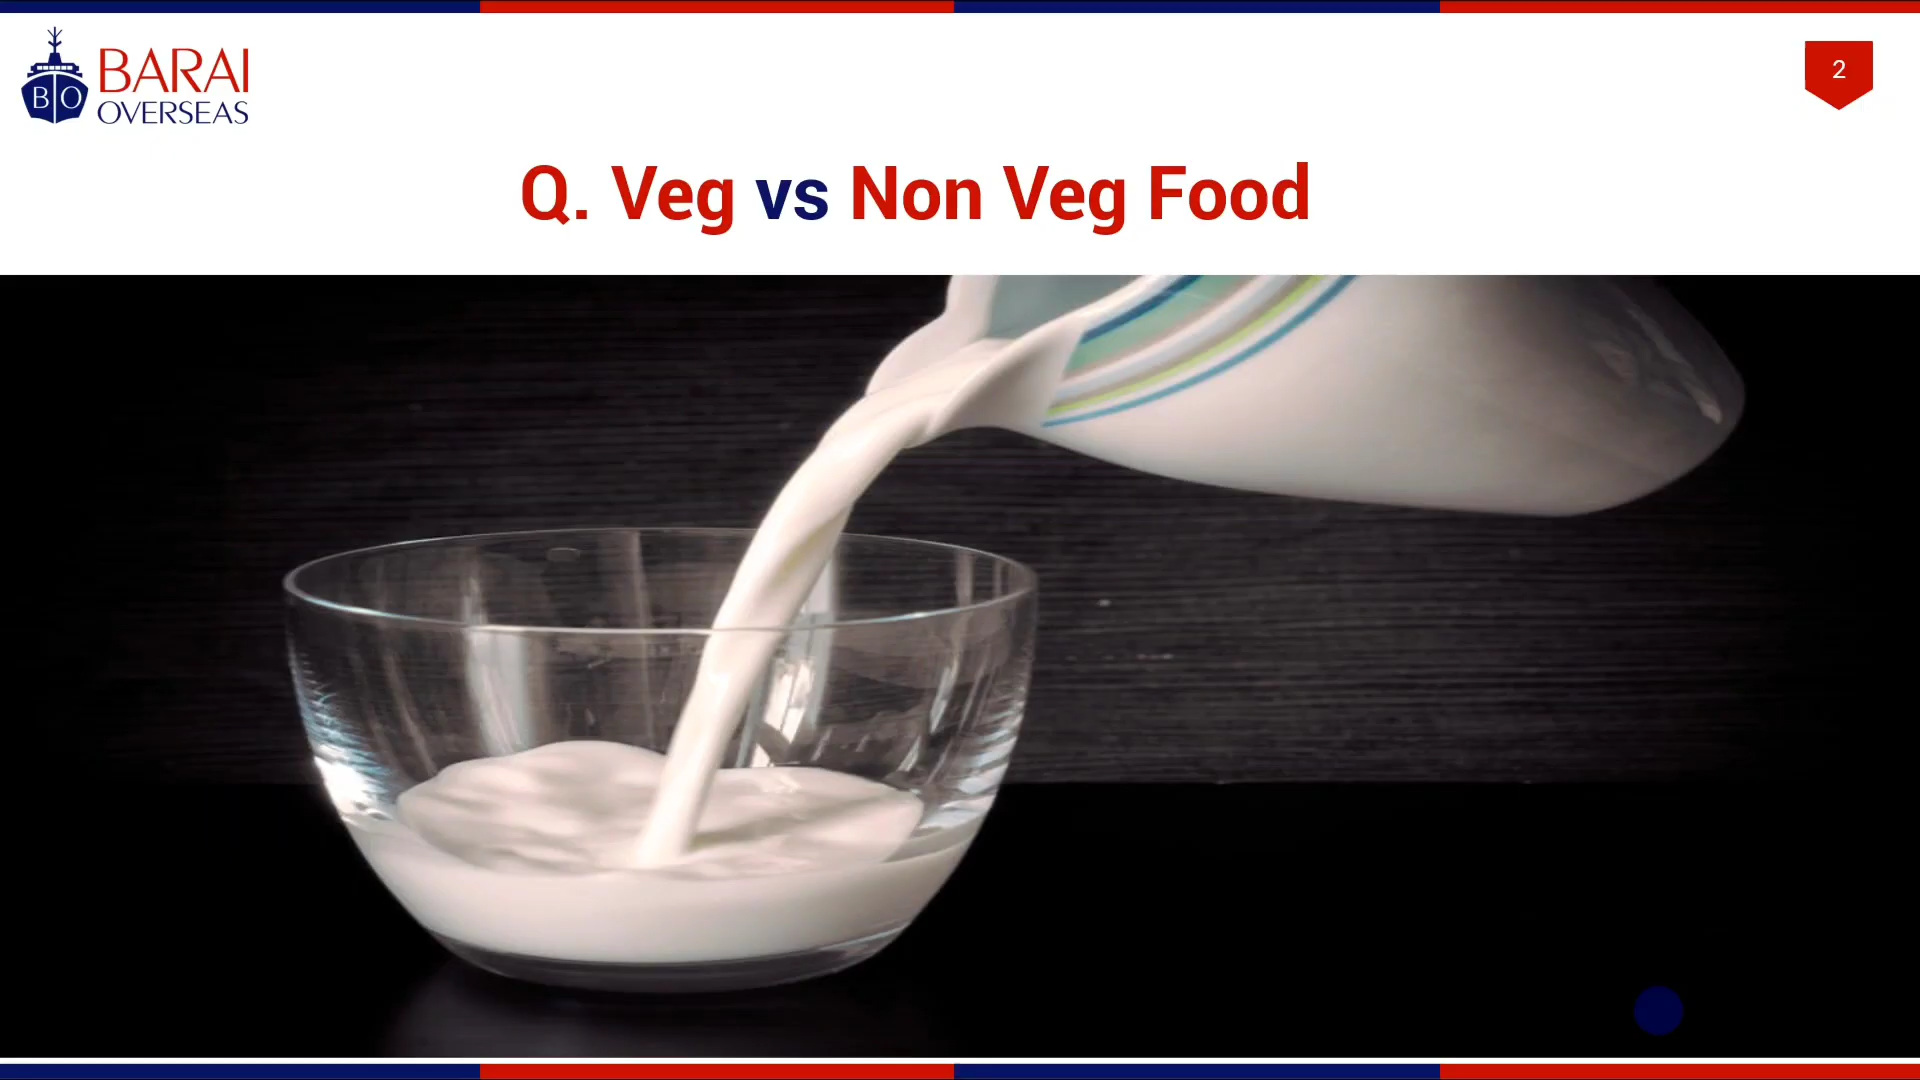 B O
BARAI
OVERSEAS
2
Q. Veg vs Non Veg Food